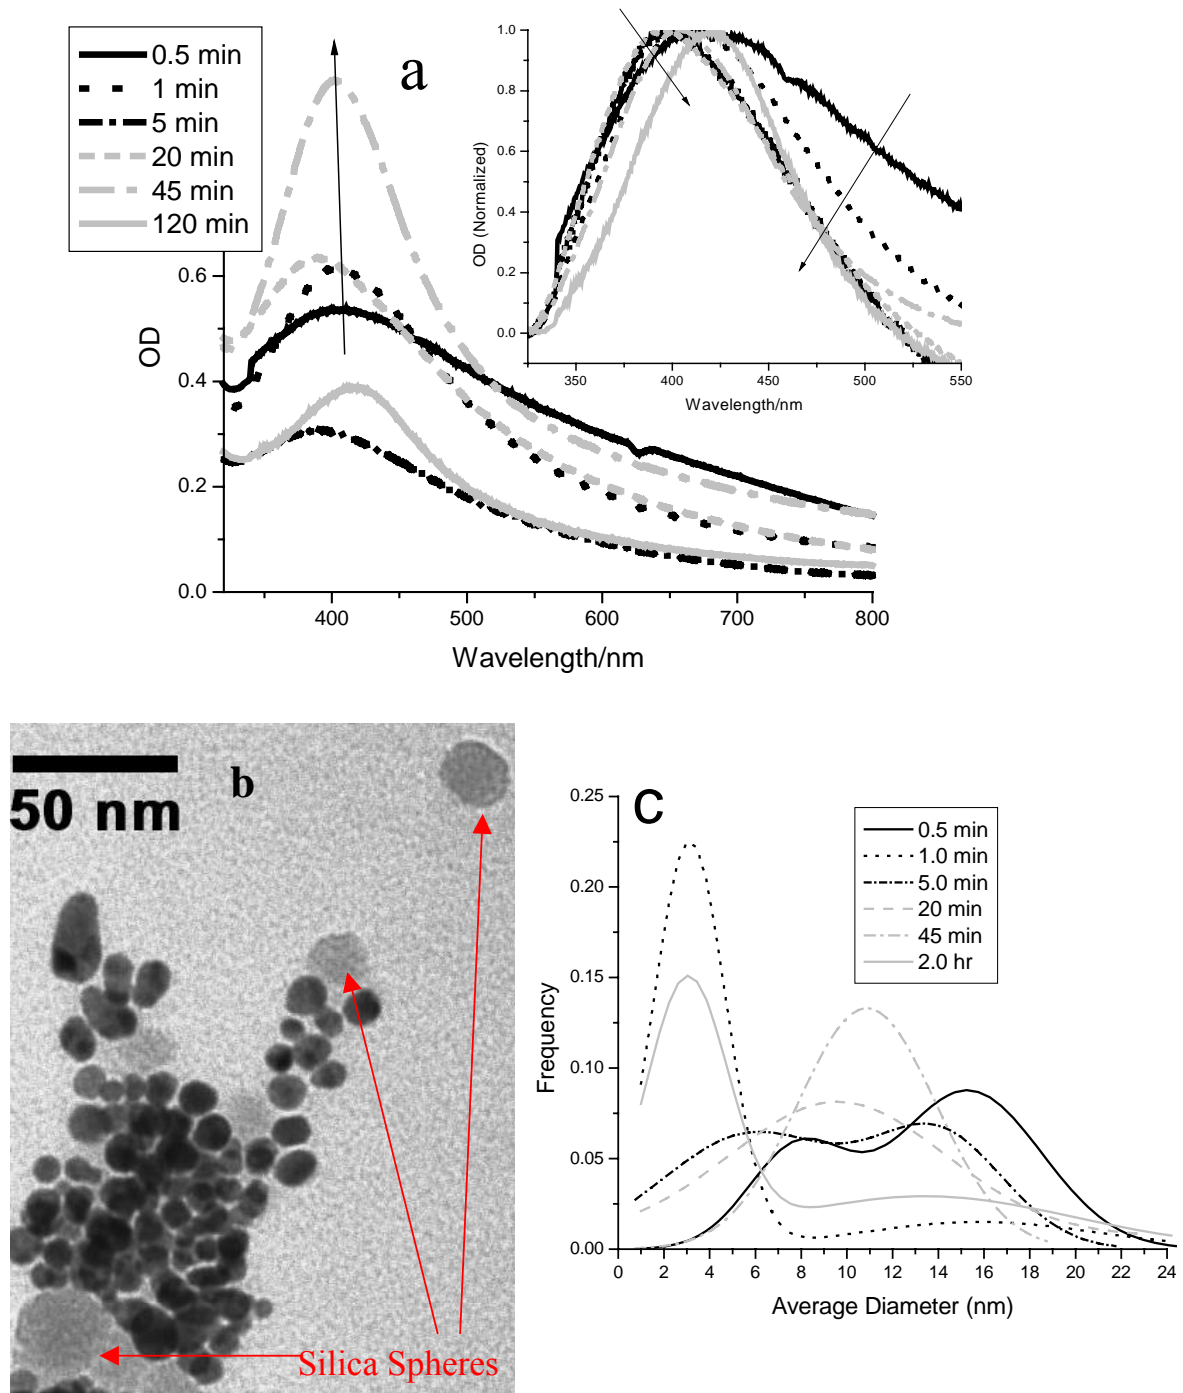 a
0.5 min
1 min
5 min
20 min
45 min
120 min
0.6
0.4
0.2
0.0
OD
400 500 600 700 800
Wavelength/nm
1.0
0.8
0.6
0.4
0.2
0.0
OD (Normalized)
350 400 450 500 550
Wavelength/nm
50 nm
b
Silica Spheres
C
0.25
0.20
0.15
0.10
0.05
0.00
Frequency
0.5 min
1.0 min
5.0 min
20 min
45 min
2.0 hr
0 2 4 6 8 10 12 14 16 18 20 22 24
Average Diameter (nm)